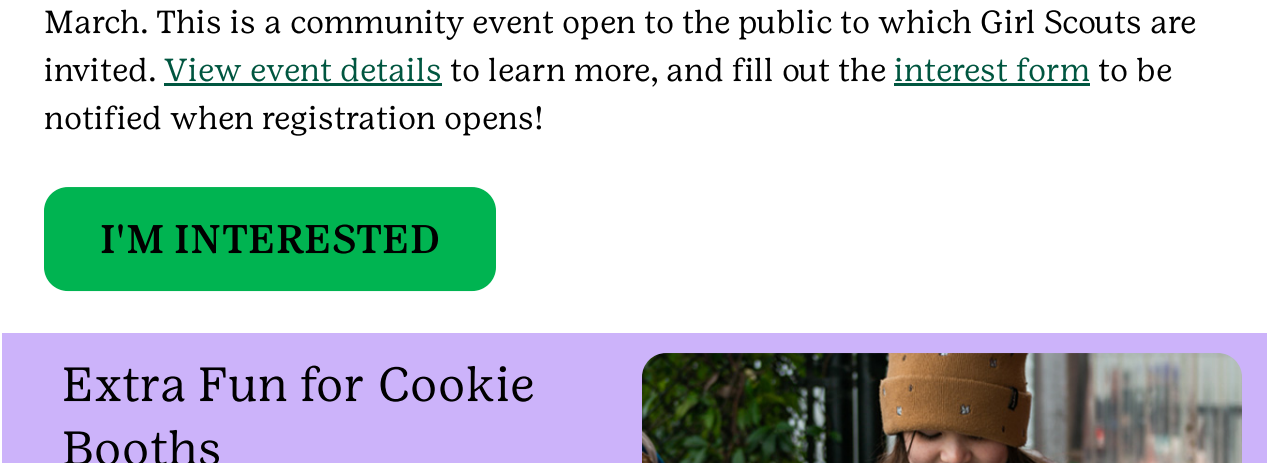 March. This is a community event open to the public to which Girl Scouts are
invited. View event details to learn more, and fill out the interest form to be
notified when registration opens!
I'M INTERESTED
Extra Fun for Cookie
Booths